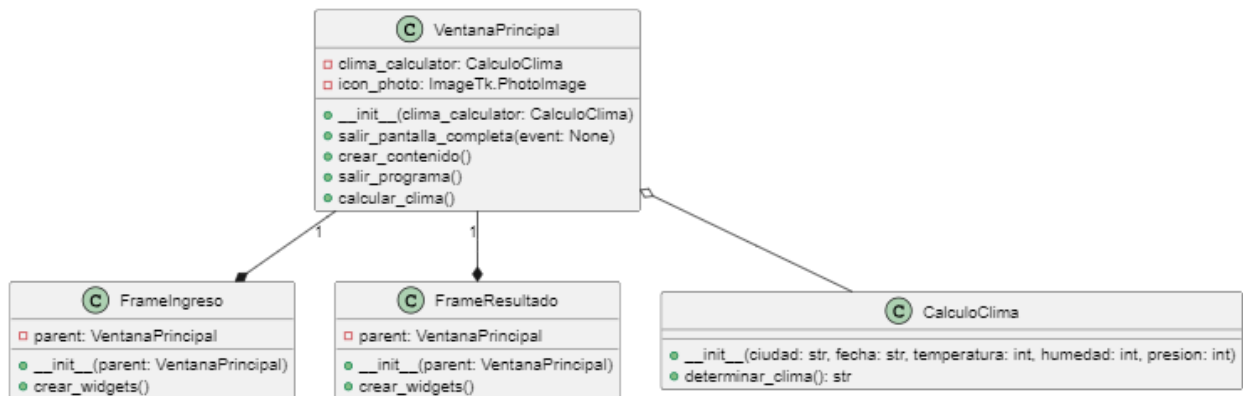 C VentanaPrincipal
clima_calculator: CalculoClima
icon_photo: ImageTk.PhotoImage
__init__(clima_calculator: CalculoClima)
salir_pantalla_completa(event: None)
crear_contenido()
salir_programa()
calcular_clima()
1
1
C FrameIngreso
parent: VentanaPrincipal
__init__(parent: VentanaPrincipal)
crear_widgets()
C FrameResultado
parent: VentanaPrincipal
__init__(parent: VentanaPrincipal)
crear_widgets()
C CalculoClima
__init__(ciudad: str, fecha: str, temperatura: int, humedad: int, presion: int)
determinar_clima(): str